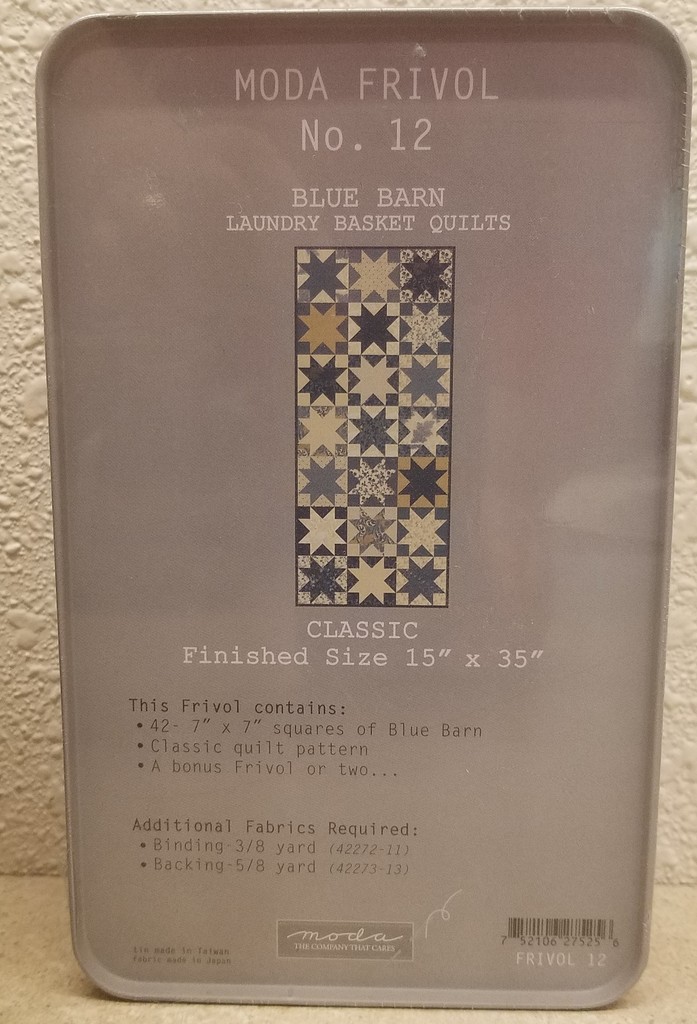 MODA FRIVOL
No. 12
BLUE BARN
LAUNDRY BASKET QUILTS
CLASSIC
Finished Size 15” x 35”
This Frivol contains:
• 42- 7” x 7” squares of Blue Barn
• Classic quilt pattern
• A bonus Frivol or two...
Additional Fabrics Required:
• Binding-3/8 yard (42272-11)
• Backing-5/8 yard (42273-13)
tin made in Taiwan
fabric made in Japan
moda
THE COMPANY THAT CARES
7 52106 27525 6
FRIVOL 12